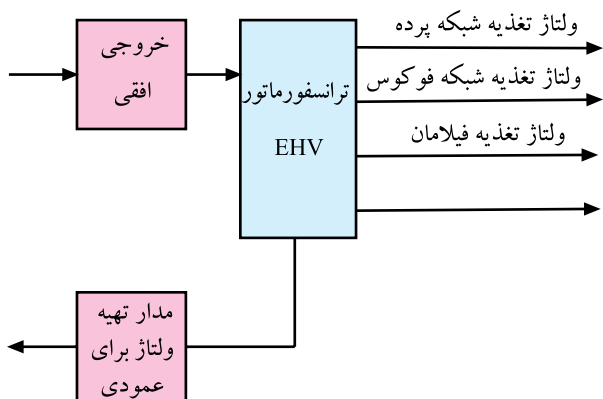 خروجی
افقی
ترانسفورماتور
EHV
ولتاژ تغذیه شبکه پرده
ولتاژ تغذیه شبکه فوکوس
ولتاژ تغذیه فیلامان
مدار تهیه
ولتاژ برای
عمودی